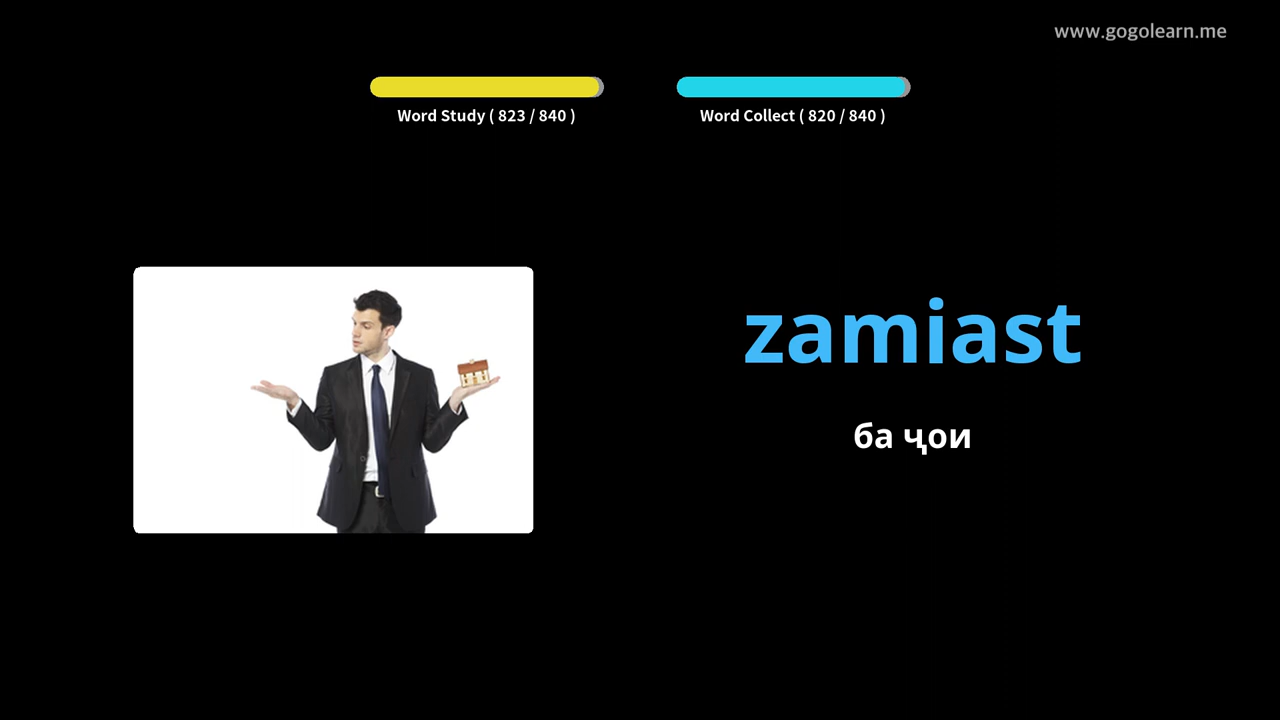 www.gogolearn.me
Word Study ( 823 / 840 )
Word Collect ( 820 / 840 )
zamiast
ба ҷои